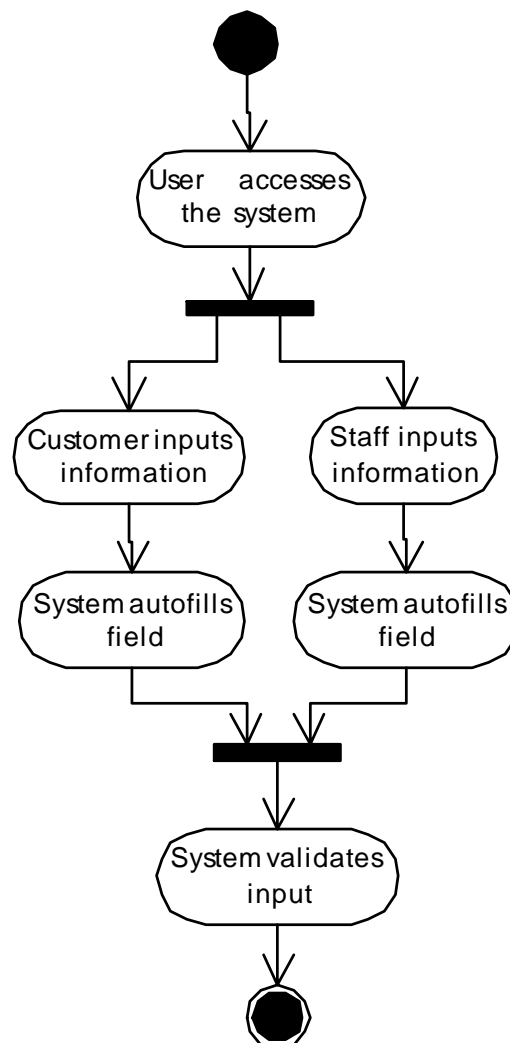 User accesses
the system
Customer inputs
information
Staff inputs
information
System autofills
field
System autofills
field
System validates
input